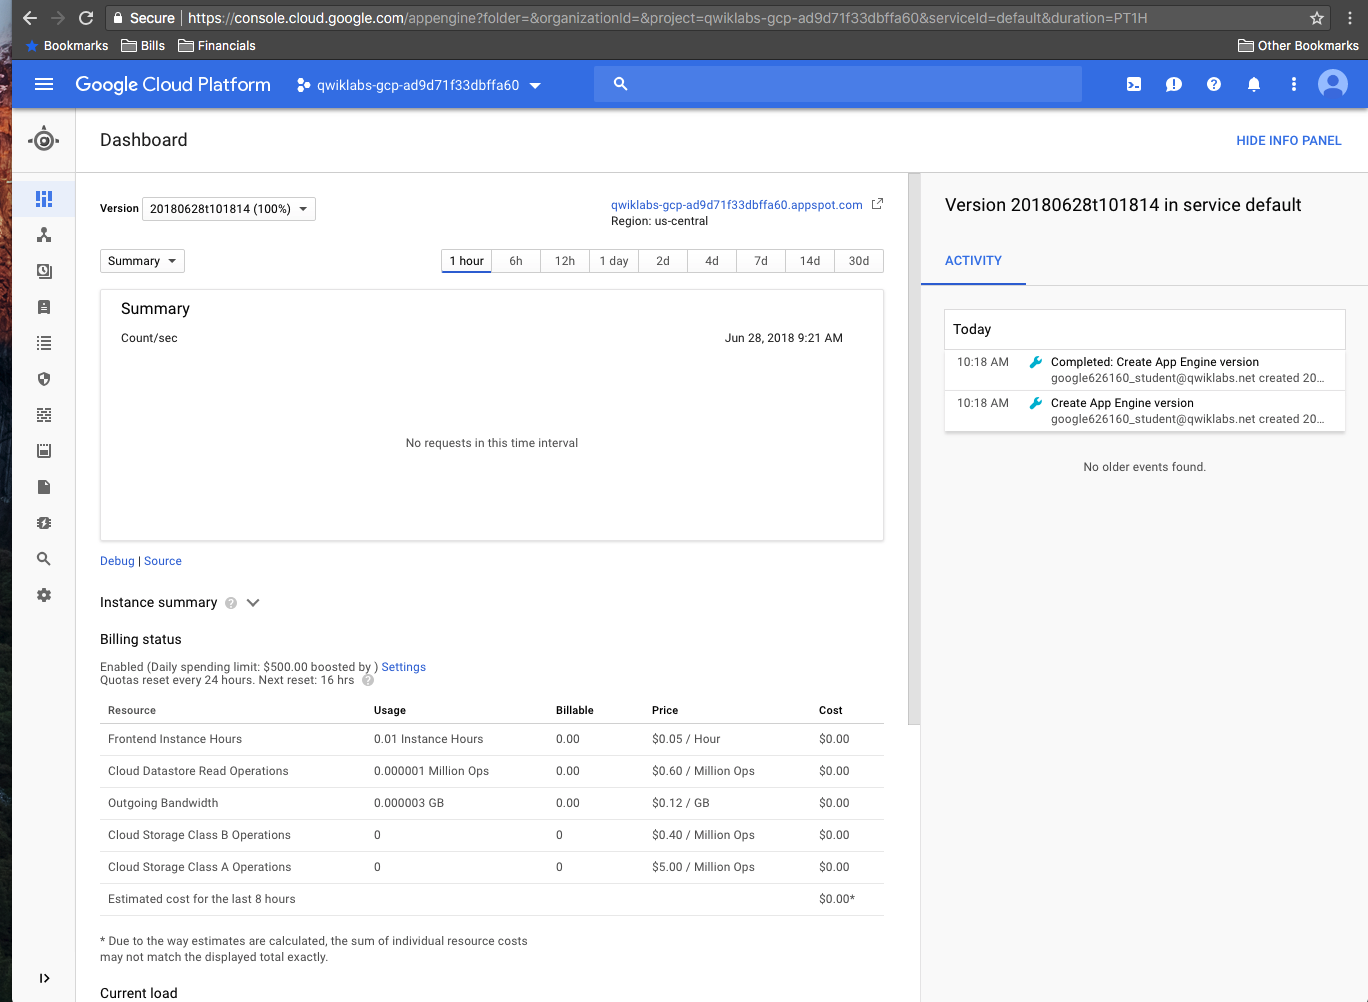 Secure | https://console.cloud.google.com/appengine?folder=&organizationId=&project=qwiklabs-gcp-ad9d71f33dbffa60&serviceId=default&duration=PT1H
Bookmarks Bills Financials Other Bookmarks
Google Cloud Platform qwiklabs-gcp-ad9d71f33dbffa60
Dashboard HIDE INFO PANEL
Version 20180628t101814 (100%)
qwiklabs-gcp-ad9d71f33dbffa60.appspot.com
Region: us-central
Summary 1 hour 6h 12h 1 day 2d 4d 7d 14d 30d
Summary
Count/sec Jun 28, 2018 9:21 AM
No requests in this time interval
Debug | Source
Instance summary
Billing status
Enabled (Daily spending limit: $500.00 boosted by ) Settings
Quotas reset every 24 hours. Next reset: 16 hrs
Resource Usage Billable Price Cost
Frontend Instance Hours 0.01 Instance Hours 0.00 $0.05 / Hour $0.00
Cloud Datastore Read Operations 0.000001 Million Ops 0.00 $0.60 / Million Ops $0.00
Outgoing Bandwidth 0.000003 GB 0.00 $0.12 / GB $0.00
Cloud Storage Class B Operations 0 0 $0.40 / Million Ops $0.00
Cloud Storage Class A Operations 0 0 $5.00 / Million Ops $0.00
Estimated cost for the last 8 hours $0.00*
* Due to the way estimates are calculated, the sum of individual resource costs
may not match the displayed total exactly.
Current load
Version 20180628t101814 in service default
ACTIVITY
Today
10:18 AM Completed: Create App Engine version
google626160_student@qwiklabs.net created 20...
10:18 AM Create App Engine version
google626160_student@qwiklabs.net created 20...
No older events found.